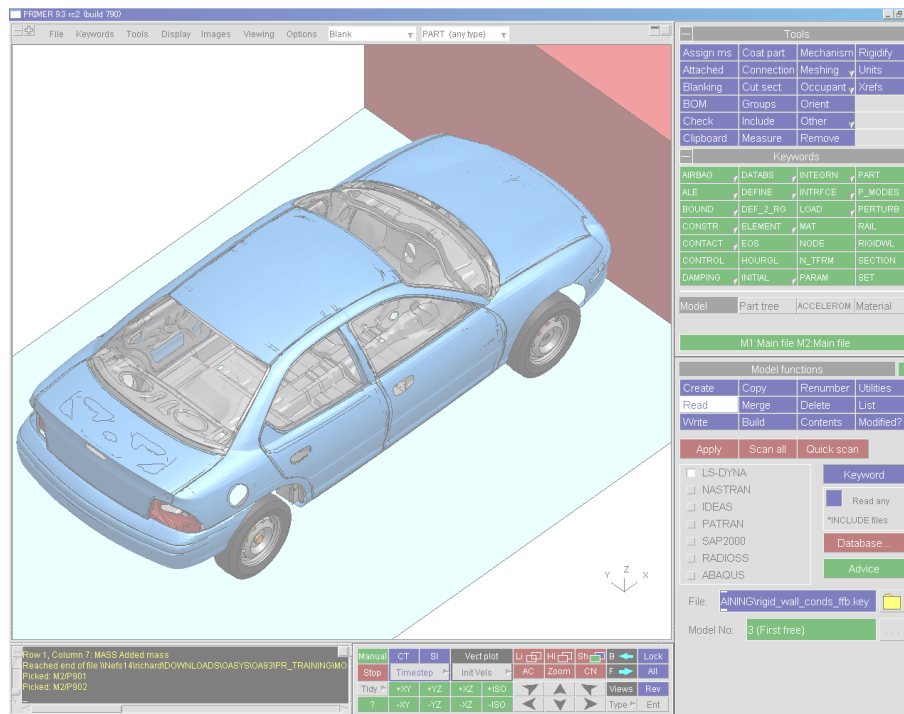 PRIMER 9.3 rc2 (build 790)
File Keywords Tools Display Images Viewing Options Blank PART (any type)
Tools
Assign ms Coat part Mechanism Rigidify
Attached Connection Meshing Units
Blanking Cut sect Occupant Xrefs
BOM Groups Orient
Check Include Other
Clipboard Measure Remove
Keywords
AIRBAG DATABS INTEGRN PART
ALE DEFINE INTRFCE P_MODES
BOUND DEF_2_RG LOAD PERTURB
CONSTR ELEMENT MAT RAIL
CONTACT EOS NODE RIGIDWL
CONTROL HOURGL N_TFRM SECTION
DAMPING INITIAL PARAM SET
Model Part tree ACCELEROM Material
M1:Main file M2:Main file
Model functions
Create Copy Renumber Utilities
Read Merge Delete List
Write Build Contents Modified?
Apply Scan all Quick scan
LS-DYNA Keyword
NASTRAN Read any
IDEAS *INCLUDE files
PATRAN
SAP2000 Database...
RADIOSS
ABAQUS Advice
File: AINING\rigid_wall_conds_ffb.key
Model No: 3 (First free) ...
Y Z X
Row 1, Column 7: MASS Added mass
Reached end of file \\Nefs14\richard\DOWNLOADS\OASYS\OA93\PR_TRAINING\MO
Picked: M2/P901
Picked: M2/P902
Manual CT SI Vect plot Li Hi Sh B Lock
Stop Timestep Init Vels AC Zoom CN F All
Tidy +XY +YZ +XZ +ISO Views Rev
? -XY -YZ -XZ -ISO Type Ent